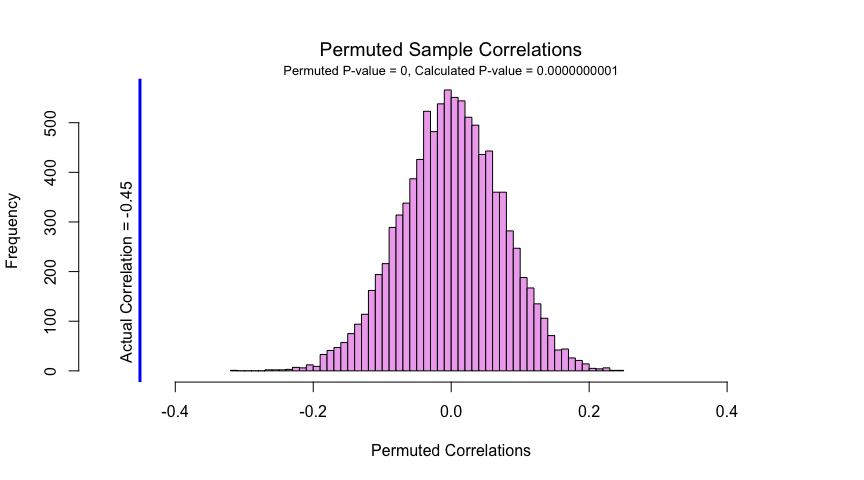 Permuted Sample Correlations
Permuted P-value = 0, Calculated P-value = 0.0000000001
Frequency
500
400
300
200
100
0
Actual Correlation = -0.45
-0.4
-0.2
0.0
0.2
0.4
Permuted Correlations